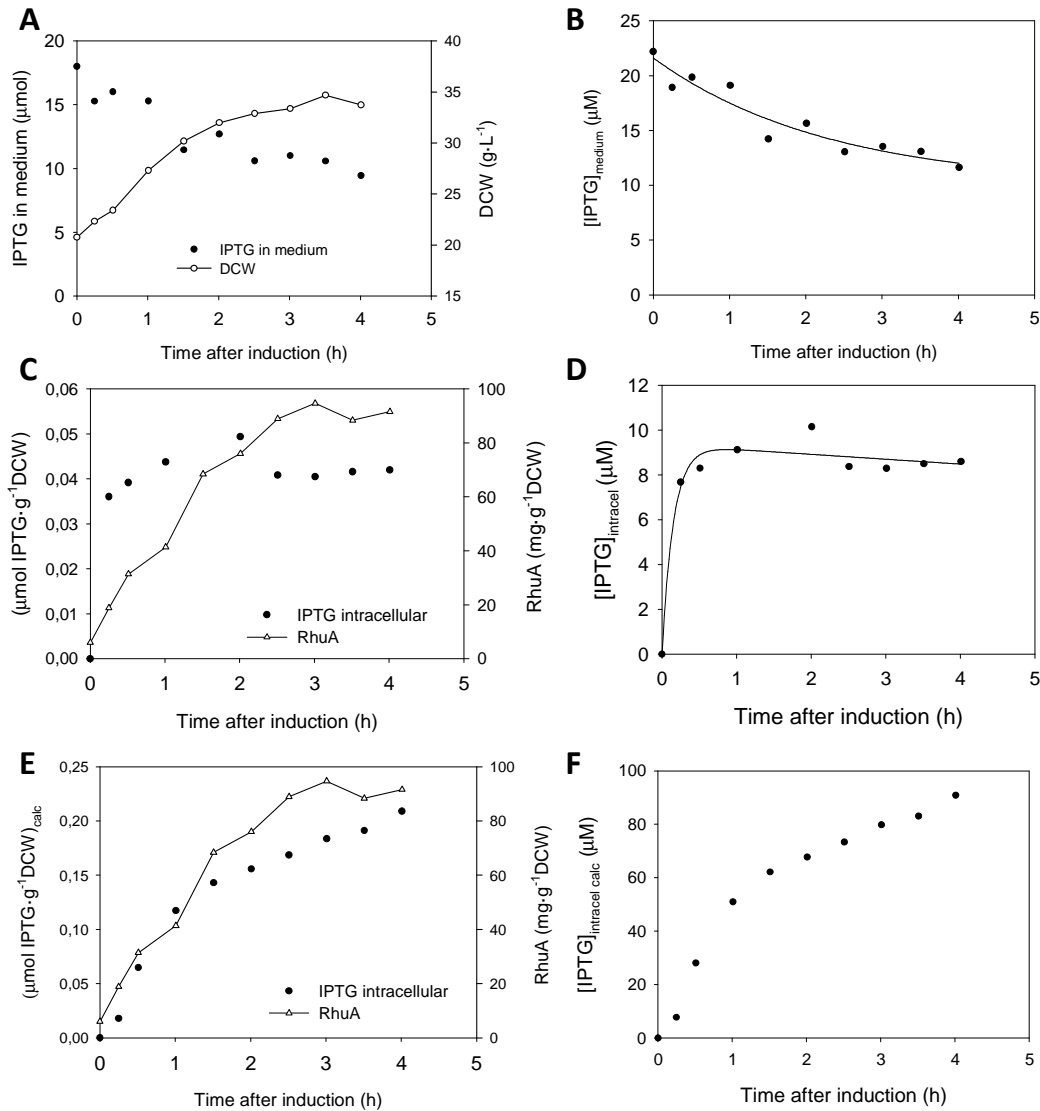 A
20
15
10
5
0
IPTG in medium (μmol)
40
35
30
25
20
15
DCW (g·L⁻¹)
IPTG in medium
DCW
0 1 2 3 4 5
Time after induction (h)
B
25
20
15
10
5
0
[IPTG]medium (μM)
0 1 2 3 4 5
Time after induction (h)
C
0,06
0,05
0,04
0,03
0,02
0,01
0,00
(μmol IPTG·g⁻¹DCW)
100
80
60
40
20
0
RhuA (mg·g⁻¹DCW)
IPTG intracellular
RhuA
0 1 2 3 4 5
Time after induction (h)
D
12
10
8
6
4
2
0
[IPTG]intracel (μM)
0 1 2 3 4 5
Time after induction (h)
E
0,25
0,20
0,15
0,10
0,05
0,00
(μmol IPTG·g⁻¹DCW)calc
100
80
60
40
20
0
RhuA (mg·g⁻¹DCW)
IPTG intracellular
RhuA
0 1 2 3 4 5
Time after induction (h)
F
100
80
60
40
20
0
[IPTG]intracel calc (μM)
0 1 2 3 4 5
Time after induction (h)